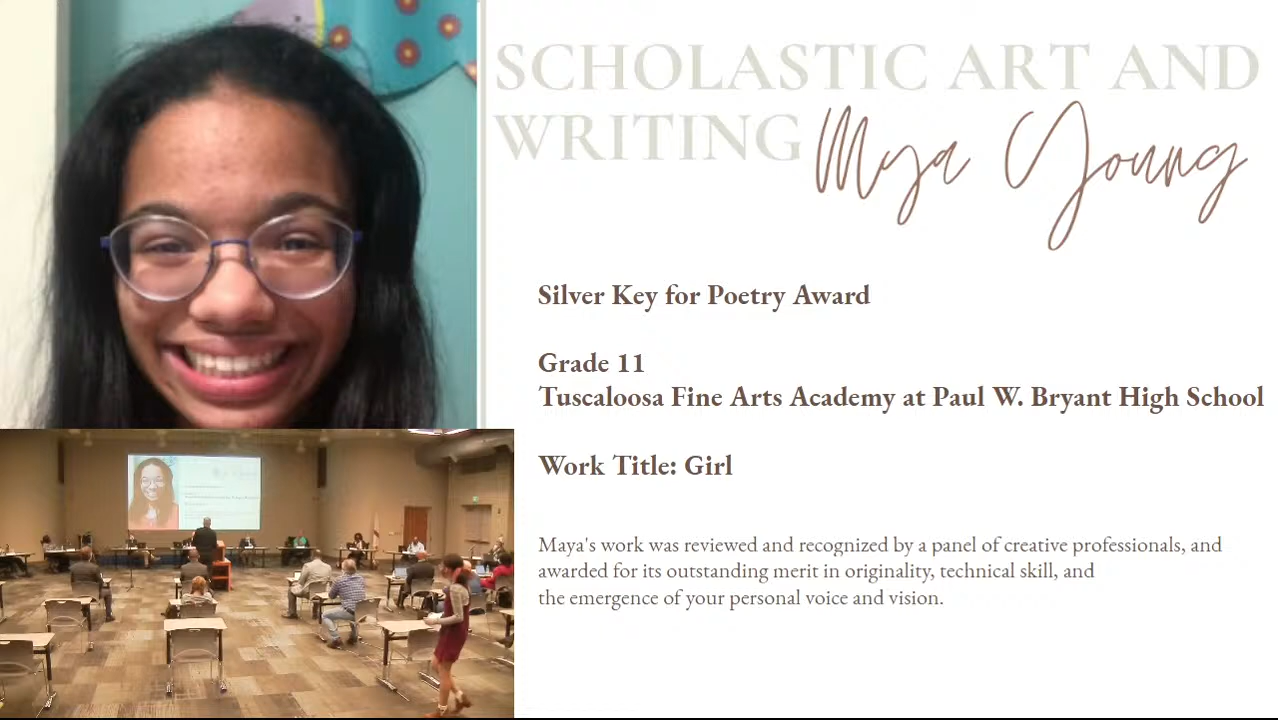 SCHOLASTIC ART AND
WRITING Mya Young
Silver Key for Poetry Award
Grade 11
Tuscaloosa Fine Arts Academy at Paul W. Bryant High School
Work Title: Girl
Maya's work was reviewed and recognized by a panel of creative professionals, and
awarded for its outstanding merit in originality, technical skill, and
the emergence of your personal voice and vision.